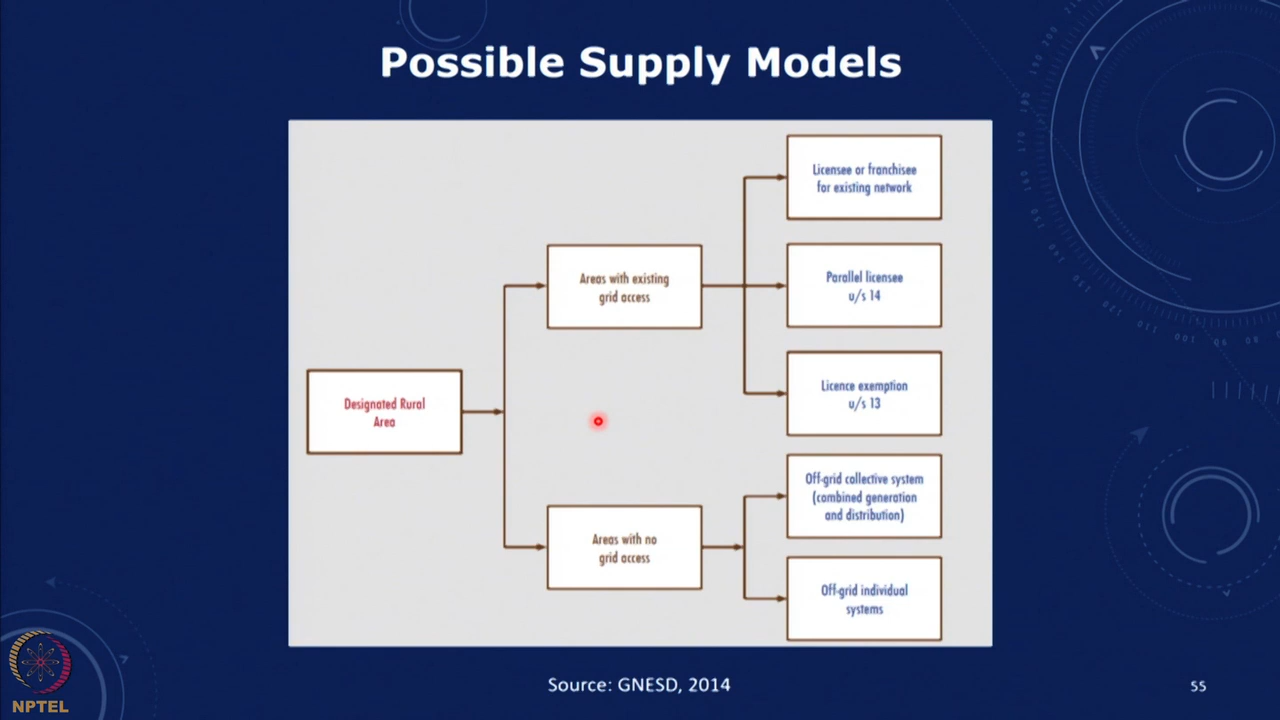 Possible Supply Models
Designated Rural
Area
Areas with existing
grid access
Areas with no
grid access
Licensee or franchisee
for existing network
Parallel licensee
u/s 14
Licence exemption
u/s 13
Off-grid collective system
(combined generation
and distribution)
Off-grid individual
systems
Source: GNESD, 2014
55
NPTEL